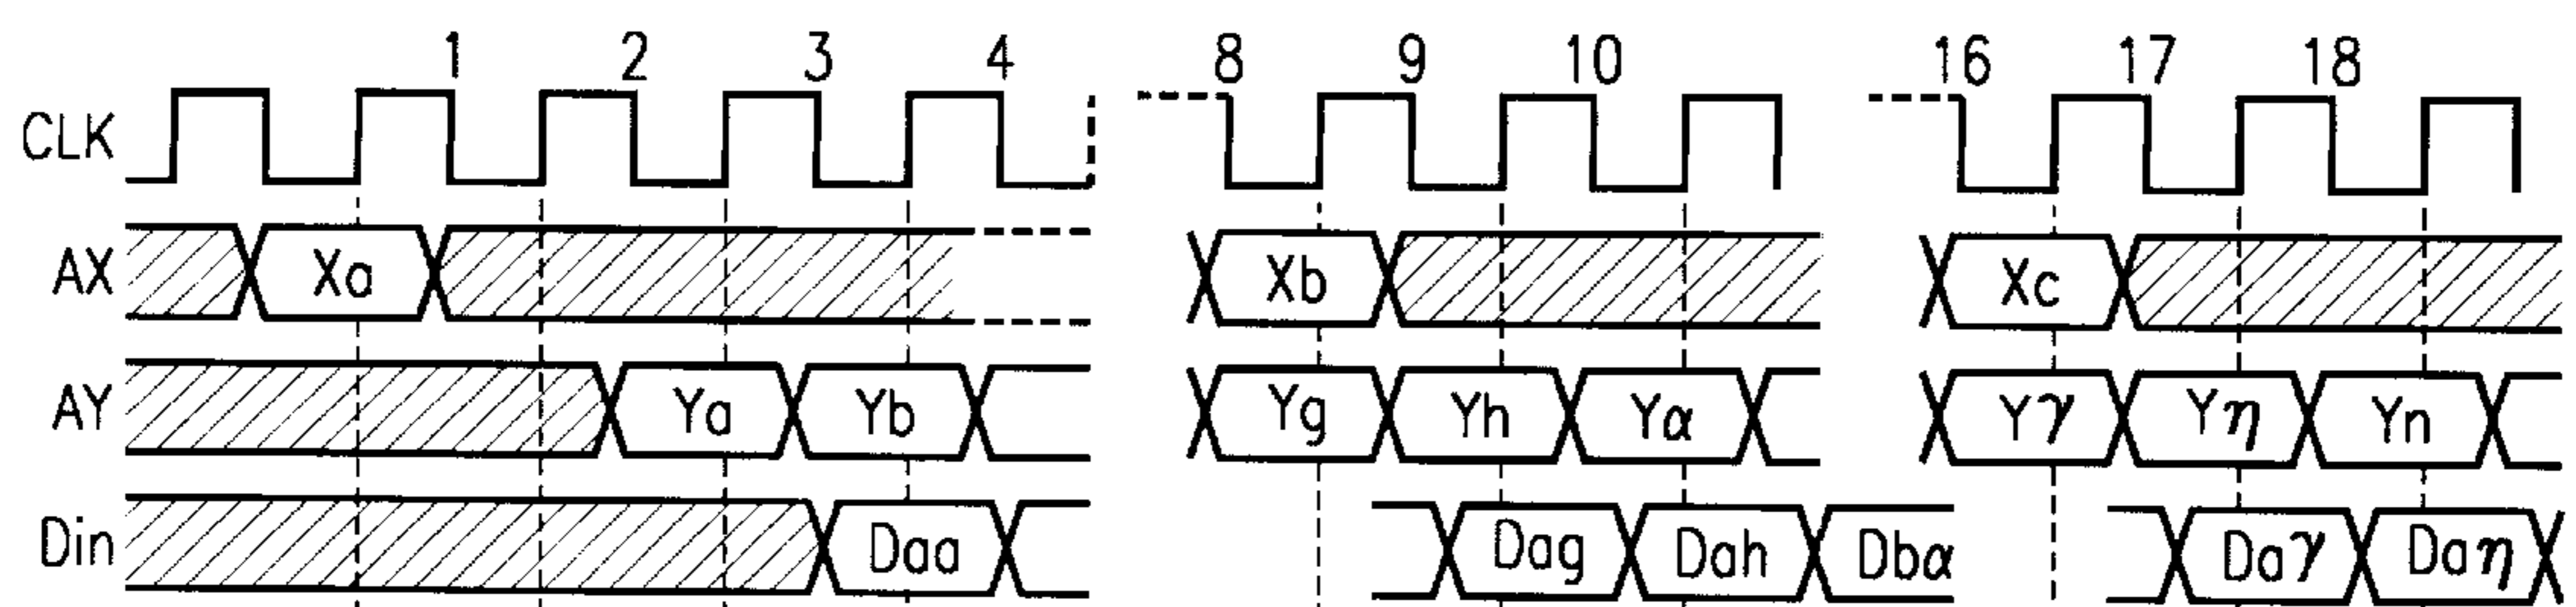 1 2 3 4 8 9 10 16 17 18
CLK
AX Xa Xb Xc
AY Ya Yb Yg Yh Yα Yγ Yη Yn
Din Daa Dag Dah Dbα Daγ Daη